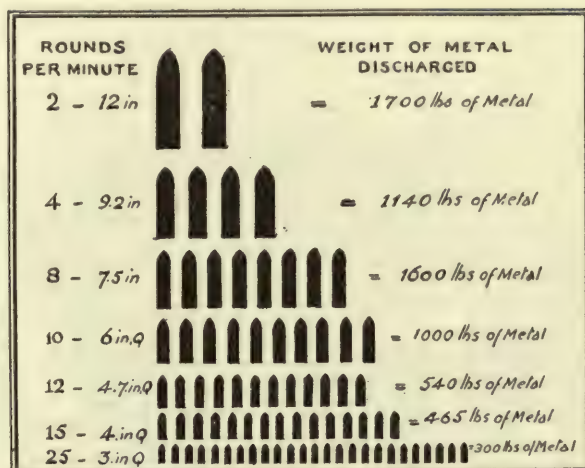 ROUNDS PER MINUTE
WEIGHT OF METAL DISCHARGED
2 - 12 in = 1700 lbs of Metal
4 - 9.2 in = 1140 lbs of Metal
8 - 7.5 in = 1600 lbs of Metal
10 - 6 in.Q = 1000 lbs of Metal
12 - 4.7.in.Q = 540 lbs of Metal
15 - 4.in Q = 465 lbs of Metal
25 - 3.in Q = 300 lbs of Metal